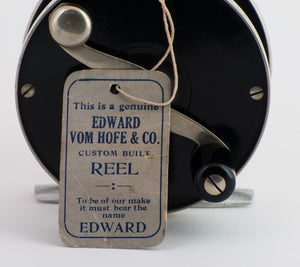 This is a genuine
EDWARD
VOM HOFE & CO.
CUSTOM BUILT
REEL
—:—
To be of our make
it must bear the
name
EDWARD